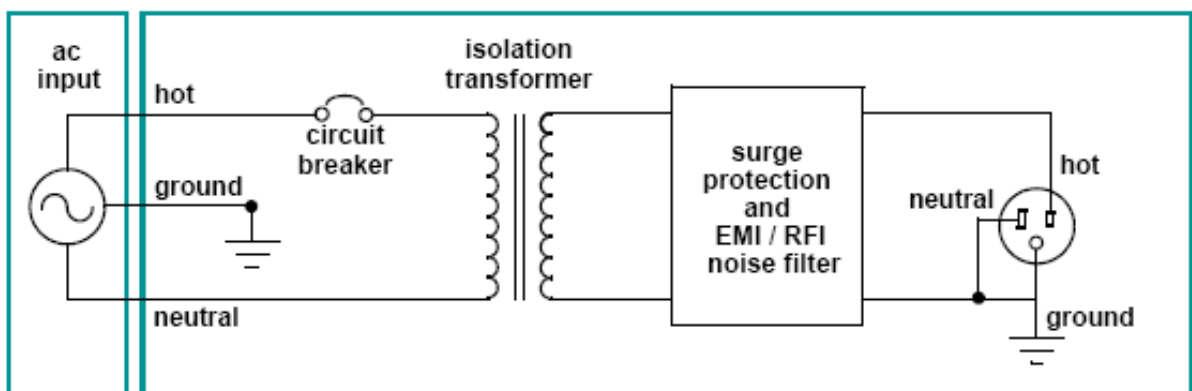 ac
input
hot
circuit
breaker
ground
neutral
isolation
transformer
surge
protection
and
EMI / RFI
noise filter
neutral
hot
ground